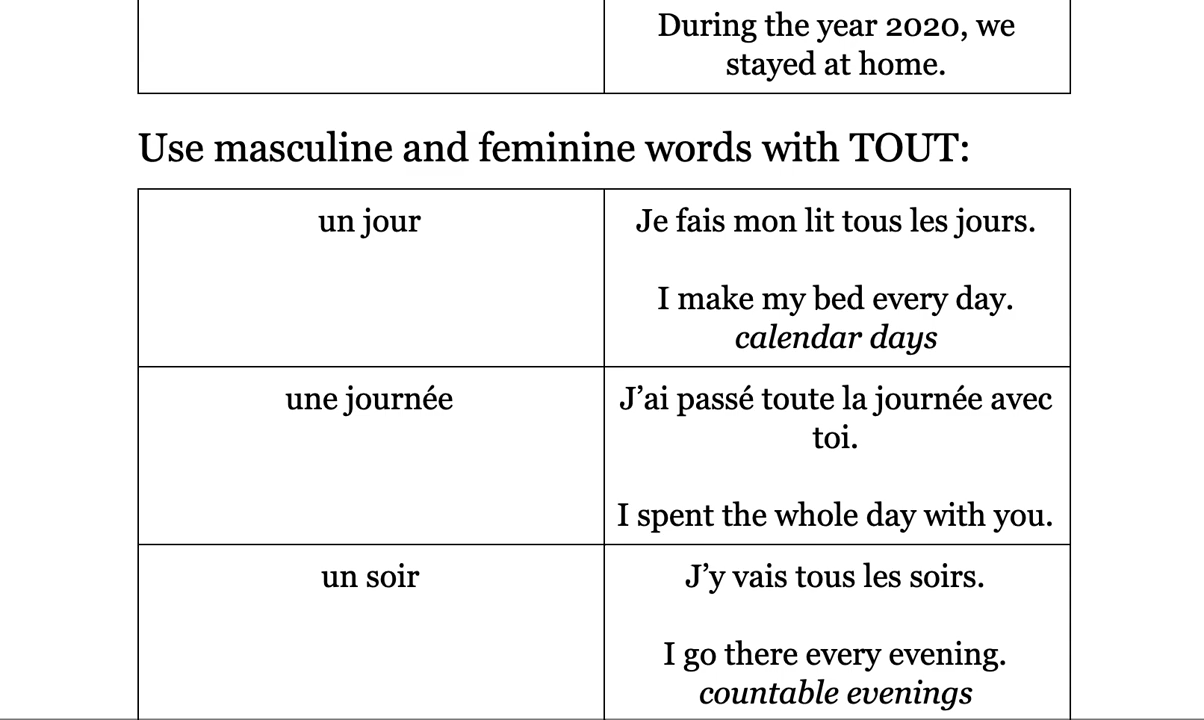 During the year 2020, we
stayed at home.
Use masculine and feminine words with TOUT:
un jour
Je fais mon lit tous les jours.
I make my bed every day.
calendar days
une journée
J’ai passé toute la journée avec
toi.
I spent the whole day with you.
un soir
J’y vais tous les soirs.
I go there every evening.
countable evenings